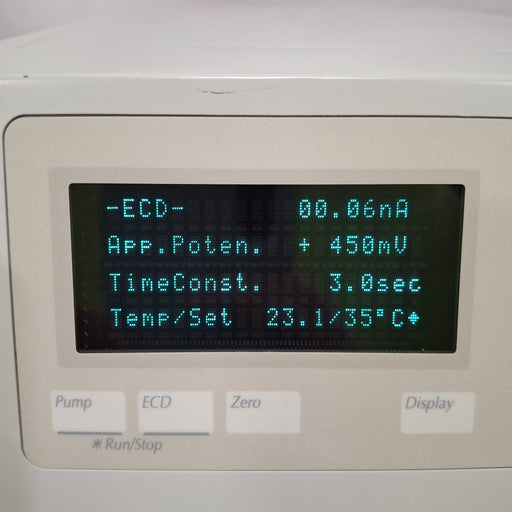 -ECD- 00.06nA
App.Poten. + 450mV
TimeConst. 3.0sec
Temp/Set 23.1/35°C
Pump ECD Zero Display
* Run/Stop